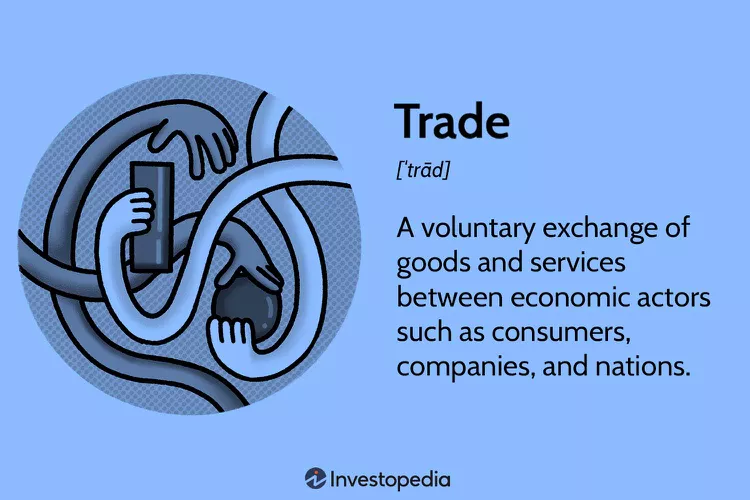 Trade
[ˈtrād]
A voluntary exchange of
goods and services
between economic actors
such as consumers,
companies, and nations.
Investopedia